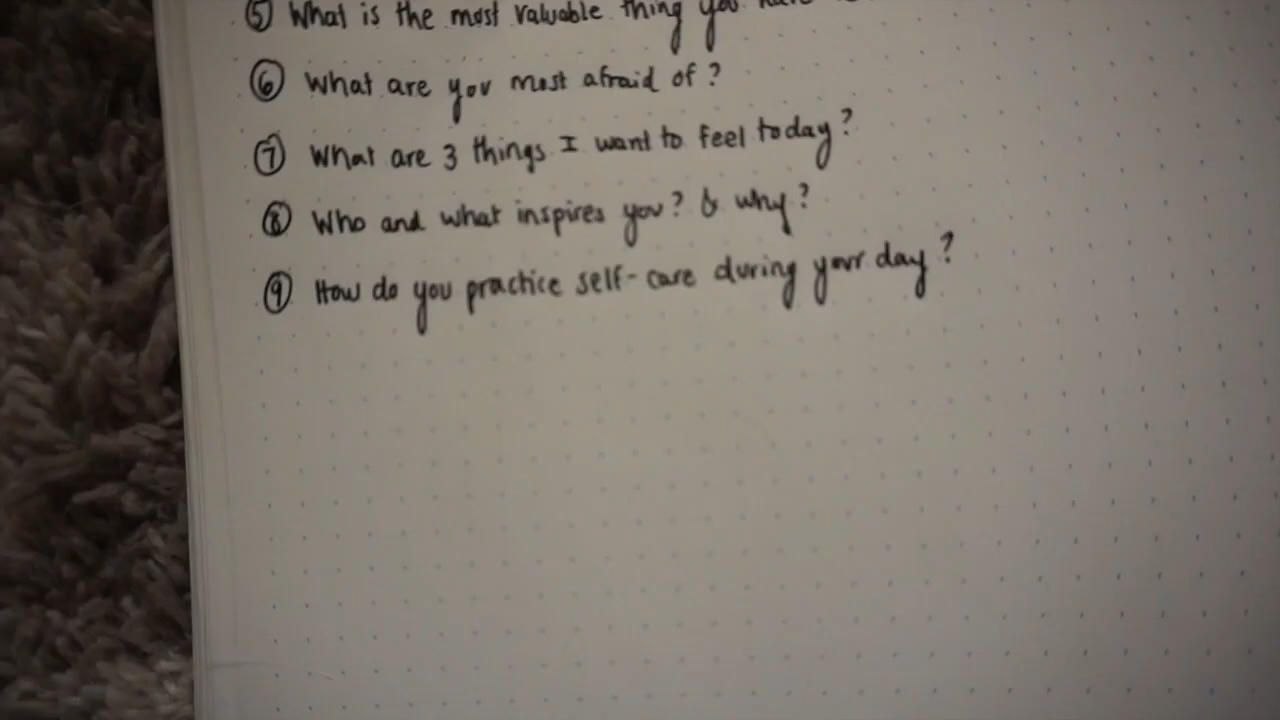 ⑤ What is the most valuable thing you
⑥ What are you most afraid of?
⑦ What are 3 things I want to feel today?
⑧ Who and what inspires you? & why?
⑨ How do you practice self-care during your day?